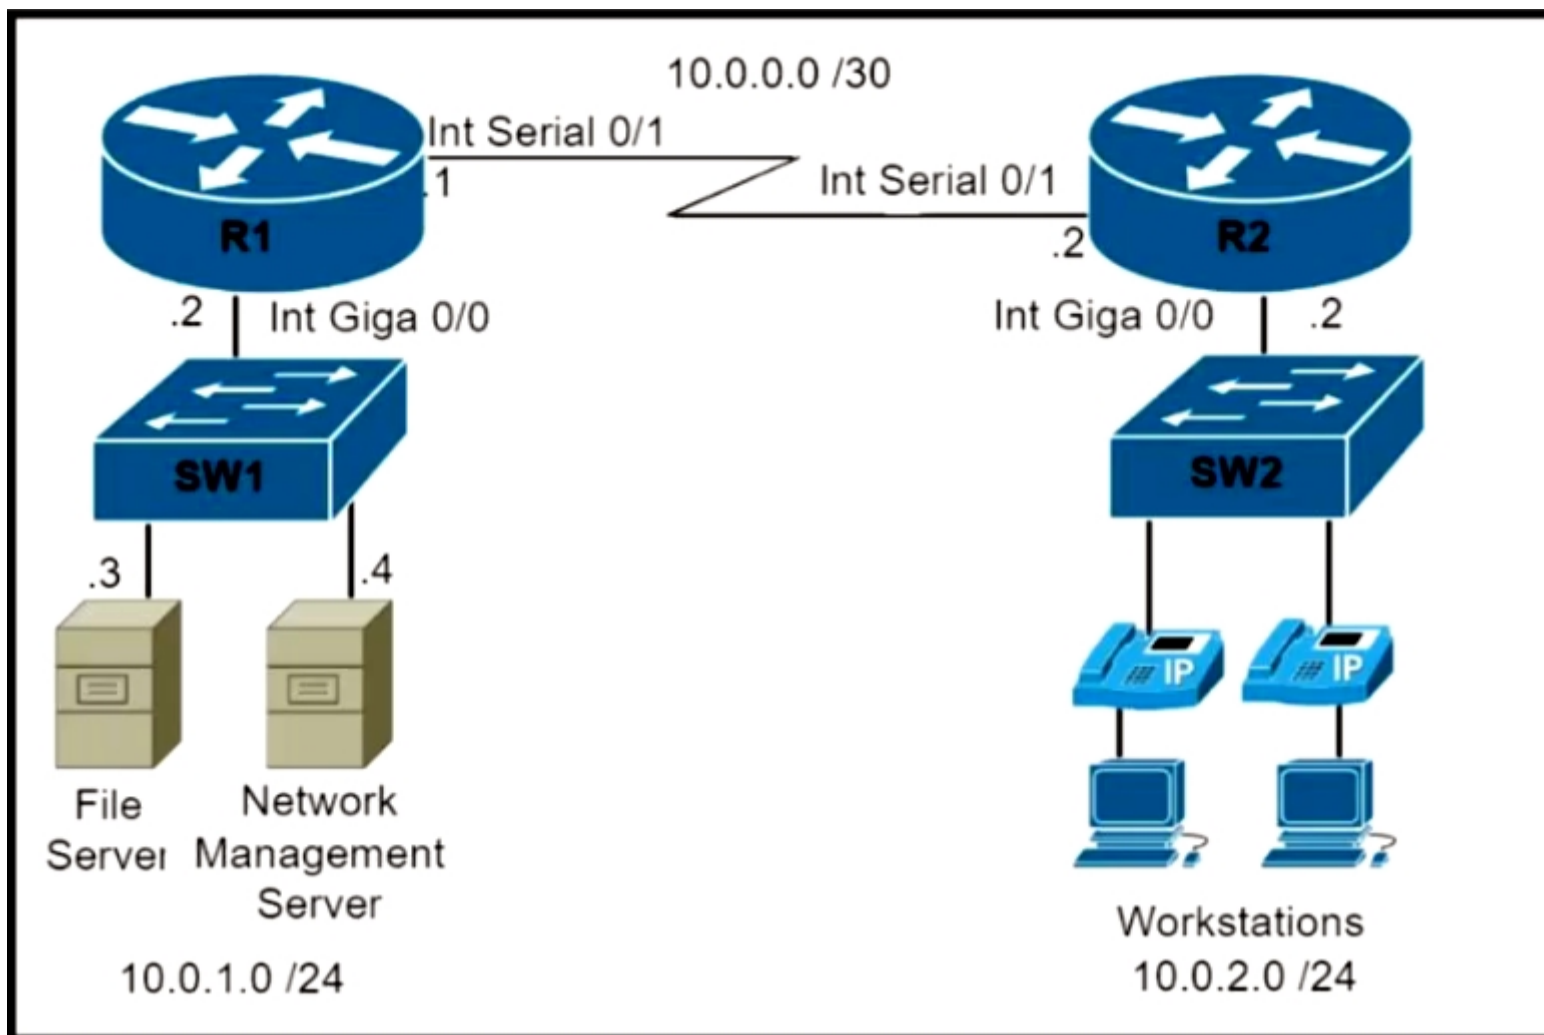 10.0.0.0 /30
Int Serial 0/1
.1
Int Serial 0/1
.2
R1
R2
.2
Int Giga 0/0
Int Giga 0/0
.2
SW1
SW2
.3
.4
IP
IP
File
Server
Network
Management
Server
Workstations
10.0.1.0 /24
10.0.2.0 /24